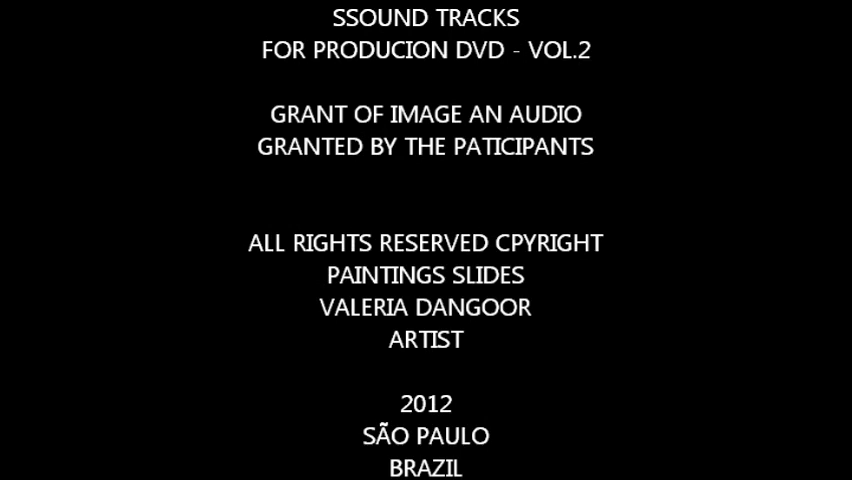 SSOUND TRACKS
FOR PRODUCION DVD - VOL.2
GRANT OF IMAGE AN AUDIO
GRANTED BY THE PATICIPANTS
ALL RIGHTS RESERVED CPYRIGHT
PAINTINGS SLIDES
VALERIA DANGOOR
ARTIST
2012
SÃO PAULO
BRAZIL